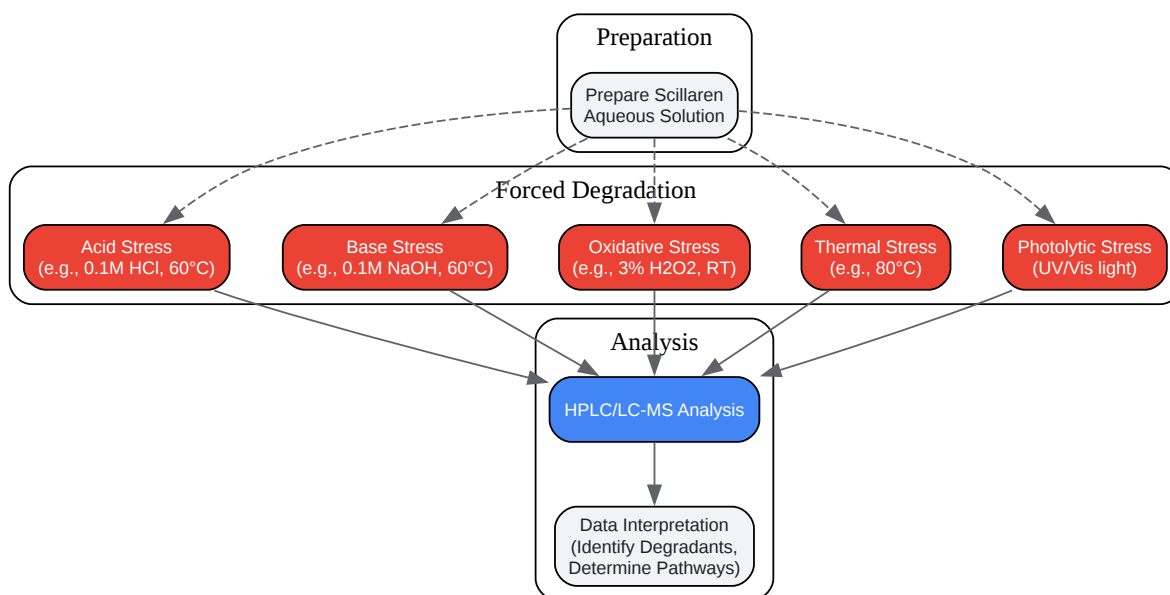 Preparation
Prepare Scillaren
Aqueous Solution
Forced Degradation
Acid Stress
(e.g., 0.1M HCl, 60°C)
Base Stress
(e.g., 0.1M NaOH, 60°C)
Oxidative Stress
(e.g., 3% H2O2, RT)
Thermal Stress
(e.g., 80°C)
Photolytic Stress
(UV/Vis light)
Analysis
HPLC/LC-MS Analysis
Data Interpretation
(Identify Degradants,
Determine Pathways)